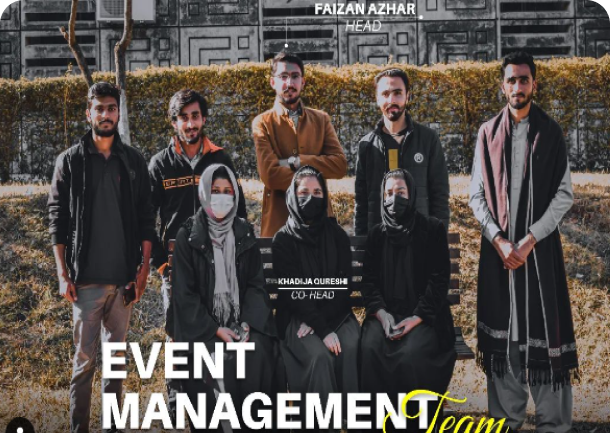 FAIZAN AZHAR
HEAD
KHADIJA QURESHI
CO-HEAD
EVENT
MANAGEMENT
Team